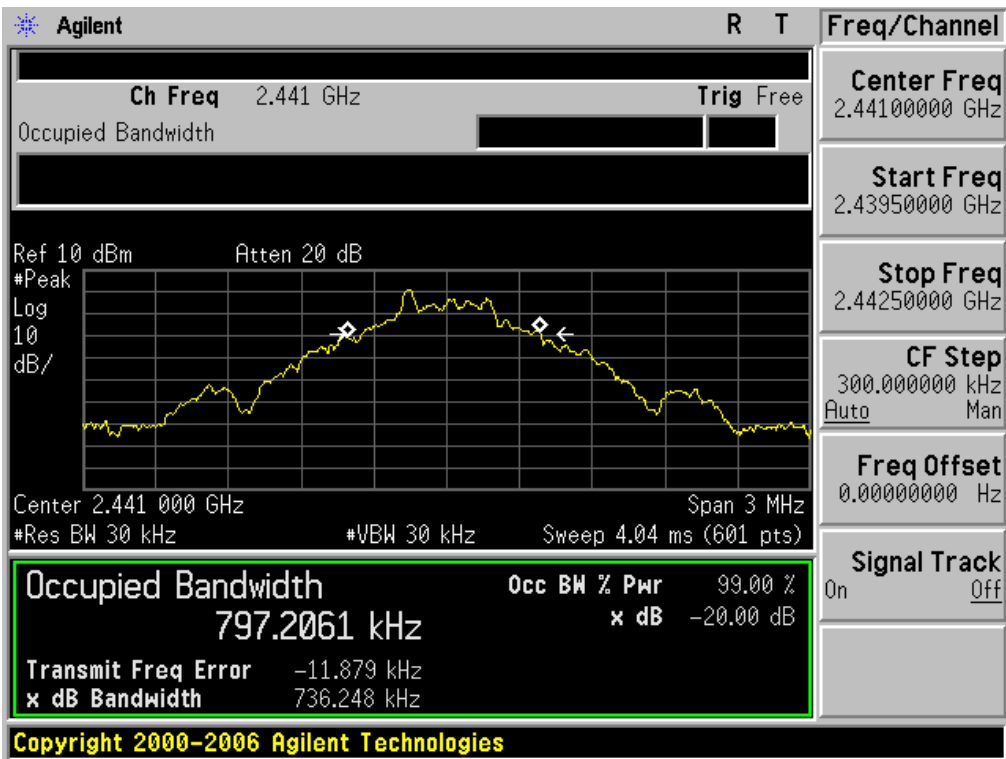 Agilent R T
Ch Freq 2.441 GHz Trig Free
Occupied Bandwidth
Ref 10 dBm Atten 20 dB
#Peak
Log
10
dB/
Center 2.441 000 GHz Span 3 MHz
#Res BW 30 kHz #VBW 30 kHz Sweep 4.04 ms (601 pts)
Occupied Bandwidth Occ BW % Pwr 99.00 %
797.2061 kHz x dB -20.00 dB
Transmit Freq Error -11.879 kHz
x dB Bandwidth 736.248 kHz
Copyright 2000-2006 Agilent Technologies
Freq/Channel
Center Freq
2.44100000 GHz
Start Freq
2.43950000 GHz
Stop Freq
2.44250000 GHz
CF Step
300.000000 kHz
Auto Man
Freq Offset
0.00000000 Hz
Signal Track
On Off